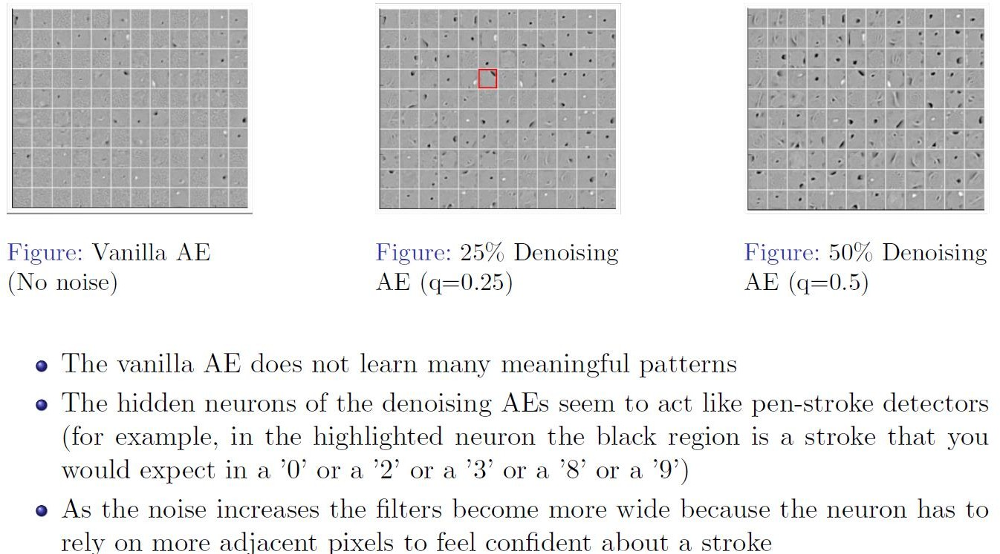 Figure: Vanilla AE
(No noise)
Figure: 25% Denoising
AE (q=0.25)
Figure: 50% Denoising
AE (q=0.5)
The vanilla AE does not learn many meaningful patterns
The hidden neurons of the denoising AEs seem to act like pen-stroke detectors
(for example, in the highlighted neuron the black region is a stroke that you
would expect in a '0' or a '2' or a '3' or a '8' or a '9')
As the noise increases the filters become more wide because the neuron has to
rely on more adjacent pixels to feel confident about a stroke